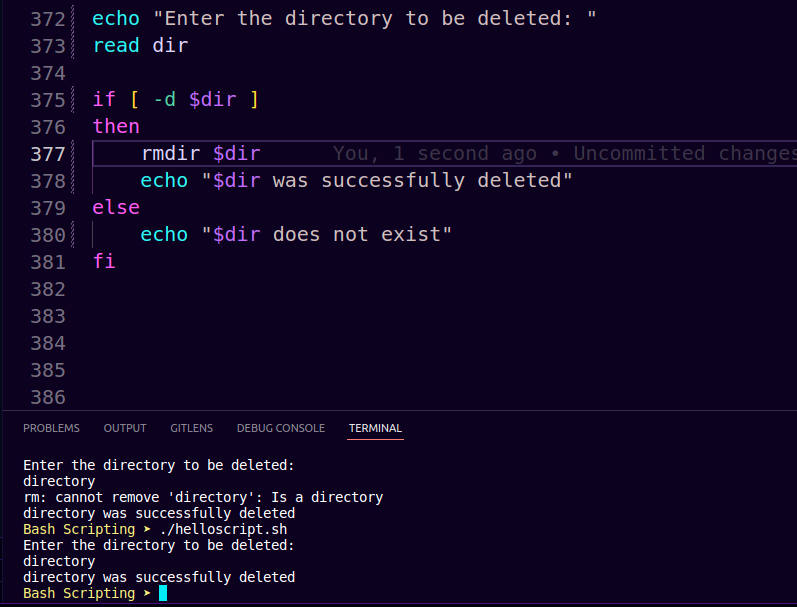 372 echo "Enter the directory to be deleted: "
373 read dir
374
375 if [ -d $dir ]
376 then
377     rmdir $dir      You, 1 second ago • Uncommitted changes
378     echo "$dir was successfully deleted"
379 else
380     echo "$dir does not exist"
381 fi
382
383
384
385
386
PROBLEMS OUTPUT GITLENS DEBUG CONSOLE TERMINAL
Enter the directory to be deleted:
directory
rm: cannot remove 'directory': Is a directory
directory was successfully deleted
Bash Scripting ➤ ./helloscript.sh
Enter the directory to be deleted:
directory
directory was successfully deleted
Bash Scripting ➤